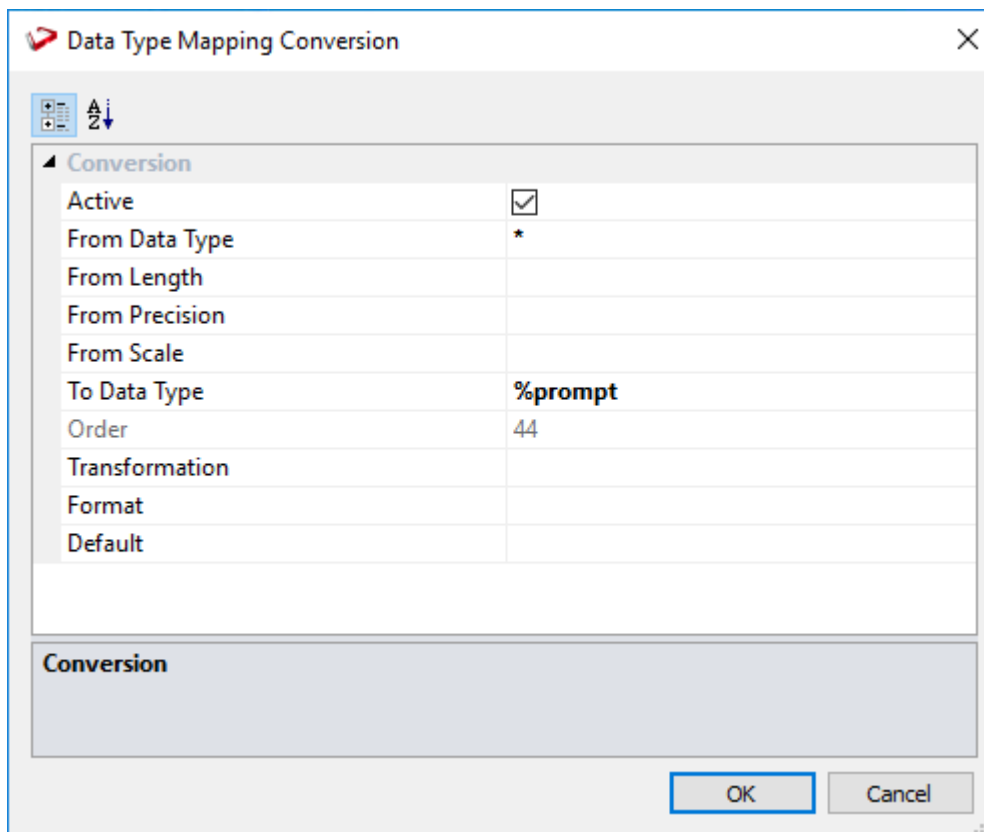 Data Type Mapping Conversion
A
Z
Conversion
Active
From Data Type *
From Length
From Precision
From Scale
To Data Type %prompt
Order 44
Transformation
Format
Default
Conversion
OK Cancel